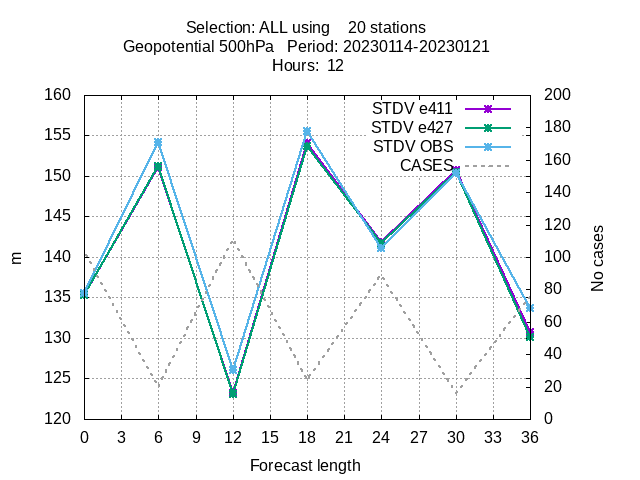 Selection: ALL using    20 stations
Geopotential 500hPa   Period: 20230114-20230121
Hours:  12
STDV e411
STDV e427
STDV OBS
CASES
160
155
150
145
140
135
130
125
120
m
200
180
160
140
120
100
80
60
40
20
0
No cases
0 3 6 9 12 15 18 21 24 27 30 33 36
Forecast length